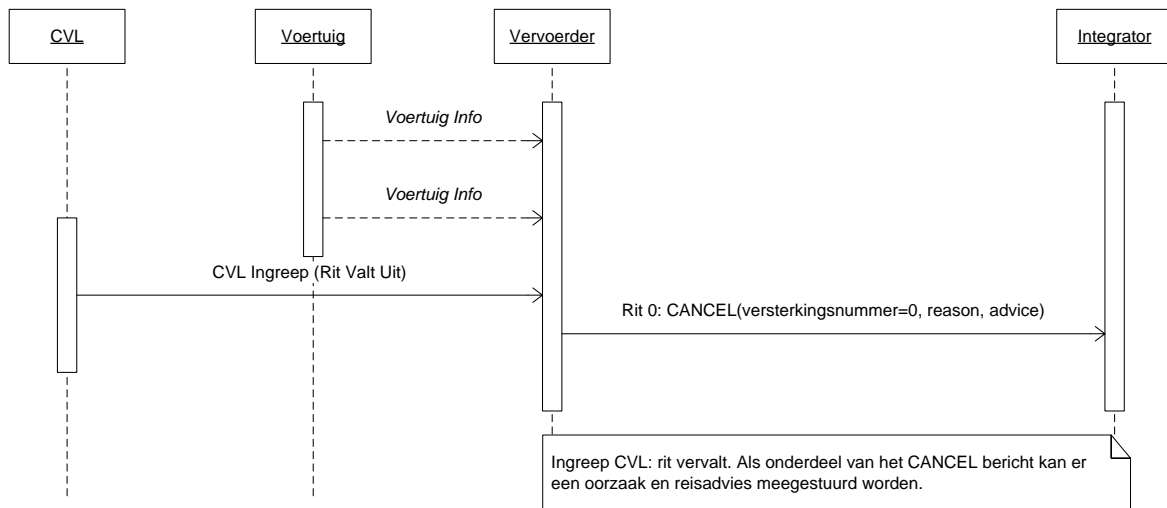 CVL
Voertuig
Vervoerder
Integrator
Voertuig Info
Voertuig Info
CVL Ingreep (Rit Valt Uit)
Rit 0: CANCEL(versterkingsnummer=0, reason, advice)
Ingreep CVL: rit vervalt. Als onderdeel van het CANCEL bericht kan er
een oorzaak en reisadvies meegestuurd worden.